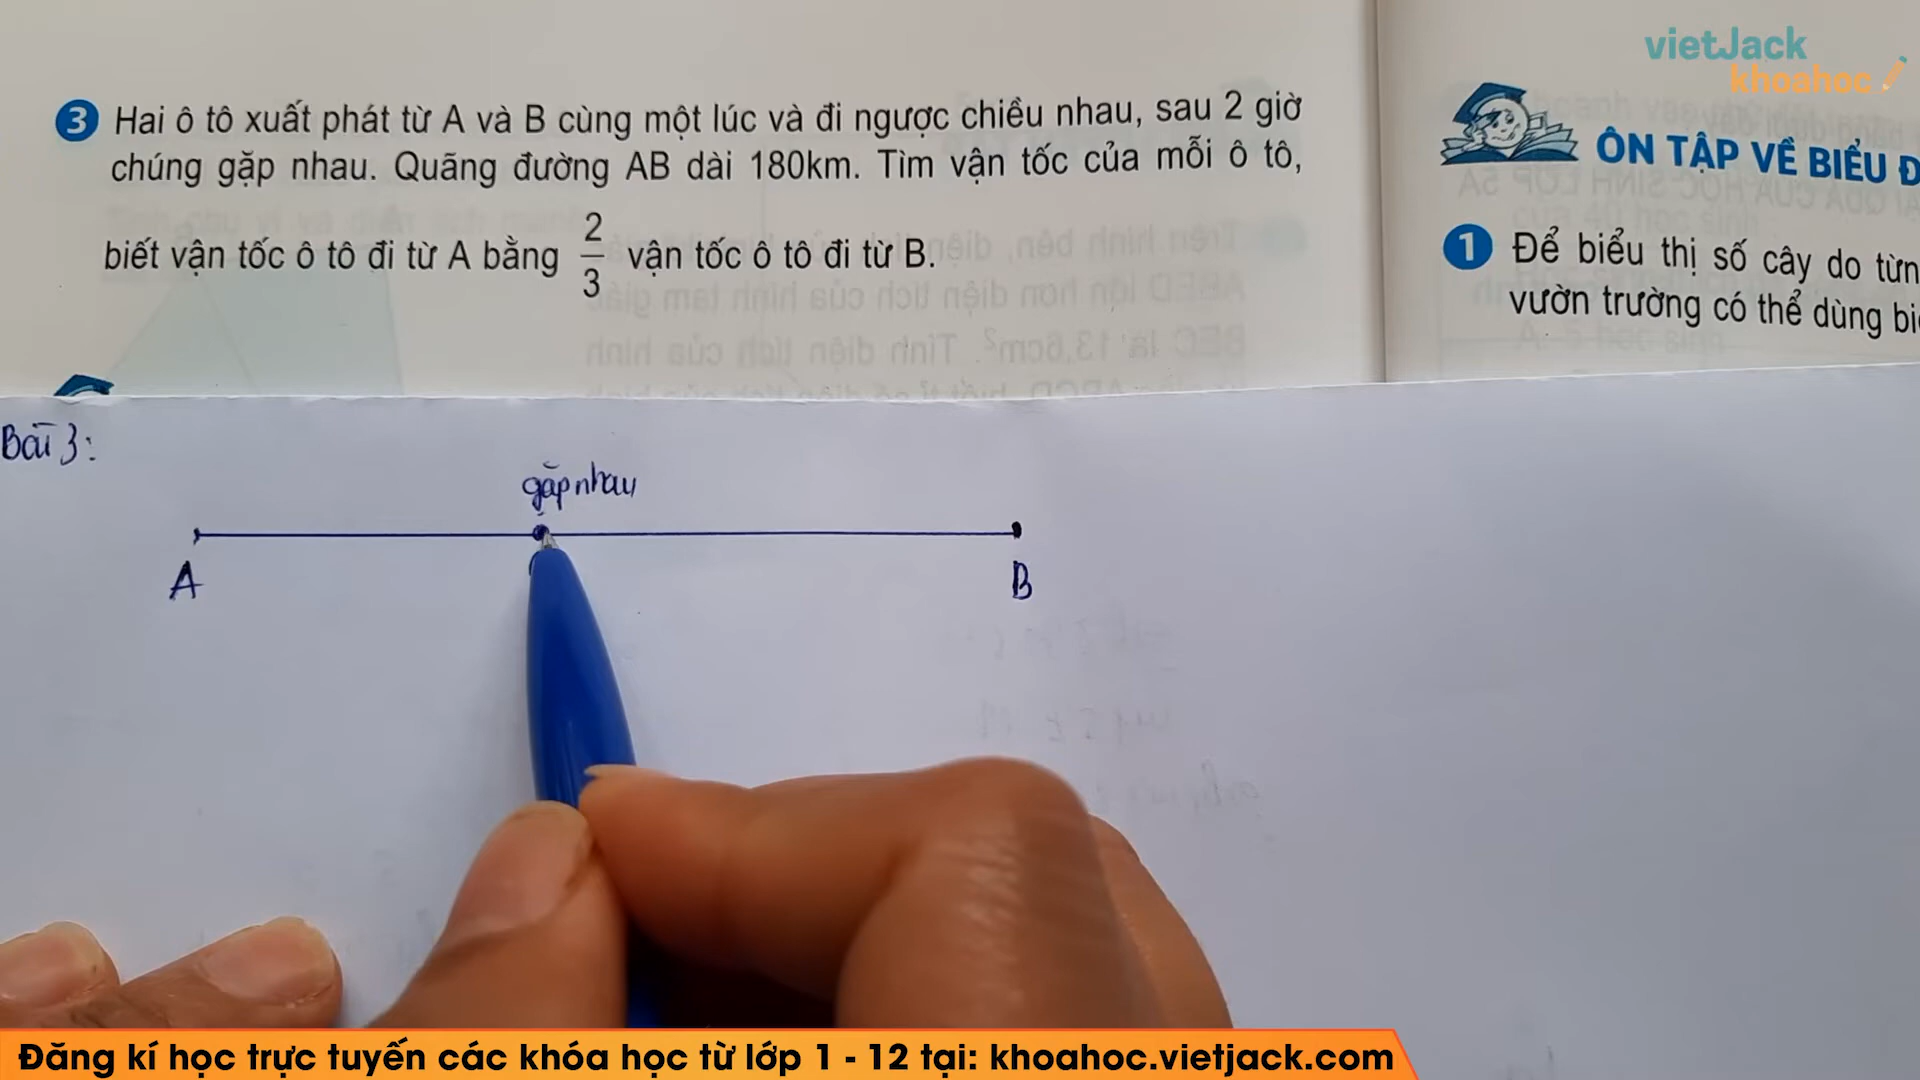 vietJack
khoahoc
3 Hai ô tô xuất phát từ A và B cùng một lúc và đi ngược chiều nhau, sau 2 giờ
chúng gặp nhau. Quãng đường AB dài 180km. Tìm vận tốc của mỗi ô tô,
biết vận tốc ô tô đi từ A bằng 2/3 vận tốc ô tô đi từ B.
ÔN TẬP VỀ BIỂU Đ
1 Để biểu thị số cây do từn
vườn trường có thể dùng bi
Bài 3:
gặp nhau
A B
Đăng kí học trực tuyến các khóa học từ lớp 1 - 12 tại: khoahoc.vietjack.com